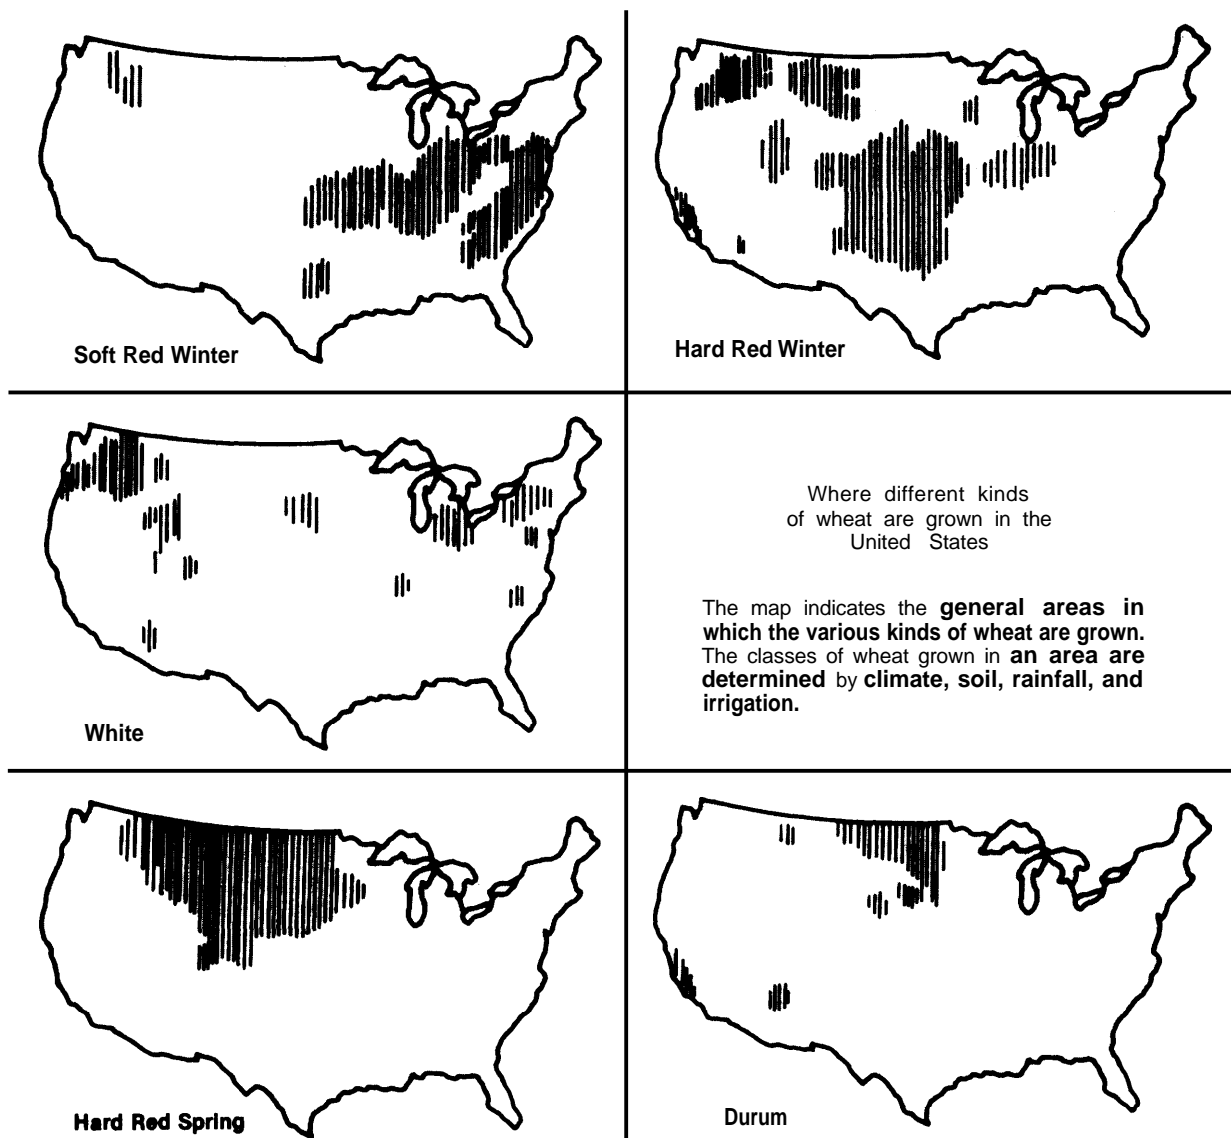 Soft Red Winter
Hard Red Winter
White
Where different kinds
of wheat are grown in the
United States
The map indicates the general areas in
which the various kinds of wheat are grown.
The classes of wheat grown in an area are
determined by climate, soil, rainfall, and
irrigation.
Hard Red Spring
Durum